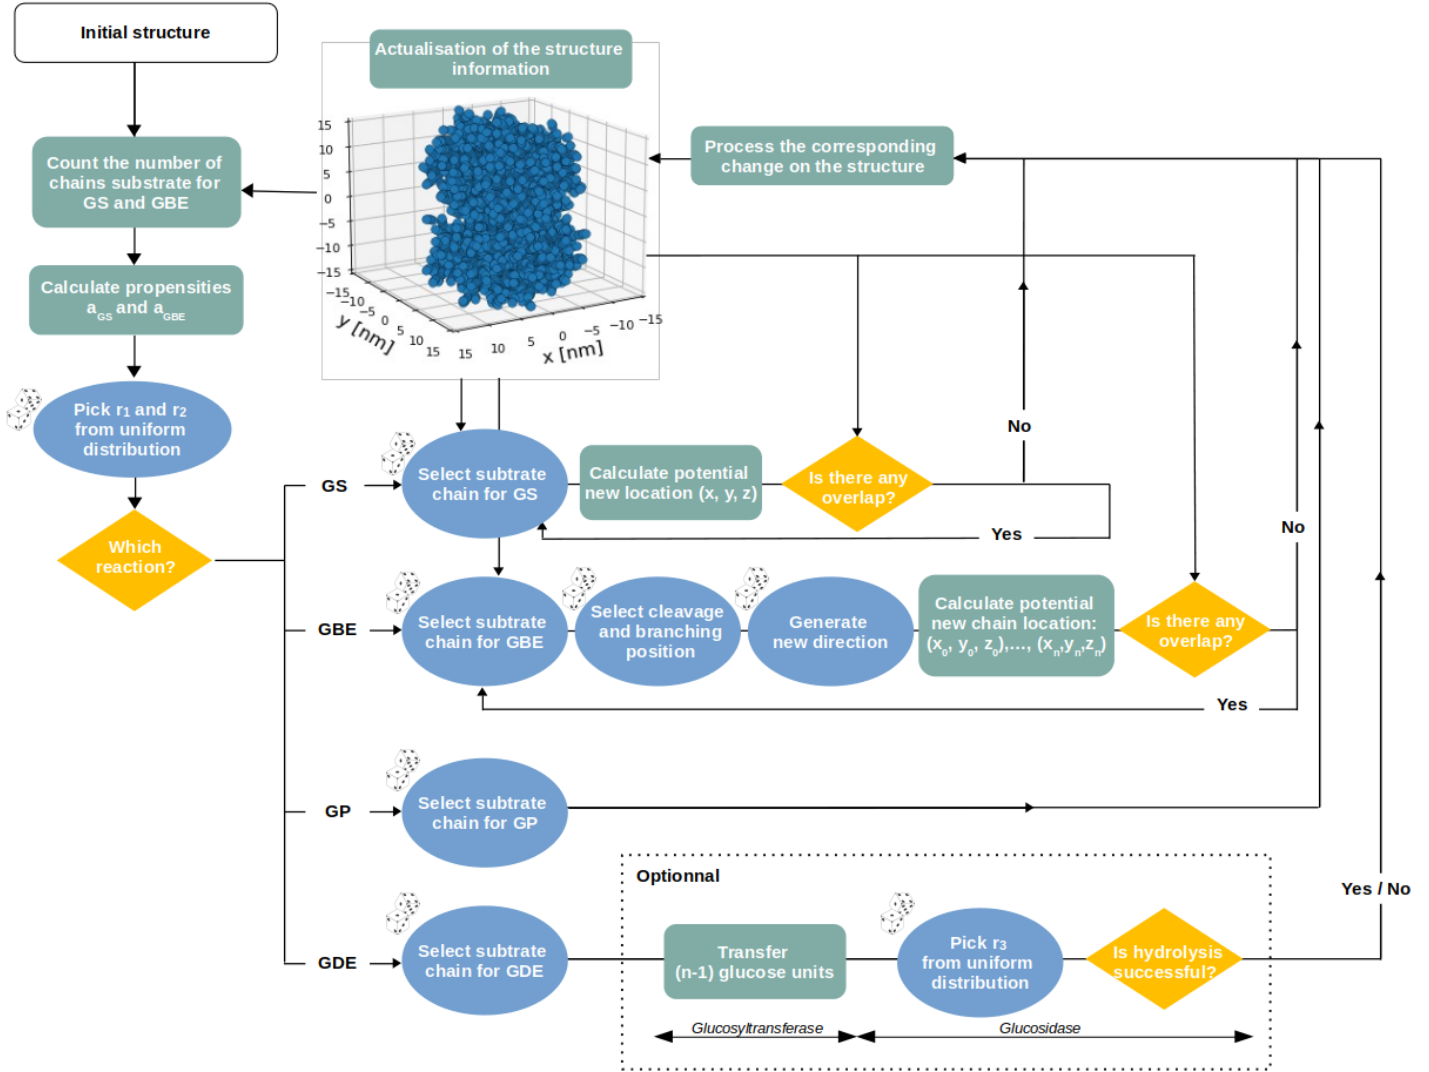 Initial structure
Actualisation of the structure
information
Count the number of
chains substrate for
GS and GBE
Process the corresponding
change on the structure
15
10
5
0
−5
−10
−15
−15
−10
−5
0
5
10
15
y [nm]
15
10
5
0
−5
−10
−15
x [nm]
Calculate propensities
aGS and aGBE
Pick r1 and r2
from uniform
distribution
Which
reaction?
GS
Select subtrate
chain for GS
Calculate potential
new location (x, y, z)
Is there any
overlap?
No
Yes
GBE
Select subtrate
chain for GBE
Select cleavage
and branching
position
Generate
new direction
Calculate potential
new chain location:
(x0, y0, z0),..., (xn,yn,zn)
Is there any
overlap?
No
Yes
GP
Select subtrate
chain for GP
GDE
Select subtrate
chain for GDE
Optionnal
Transfer
(n-1) glucose units
Pick r3
from uniform
distribution
Is hydrolysis
successful?
Yes / No
Glucosyltransferase
Glucosidase